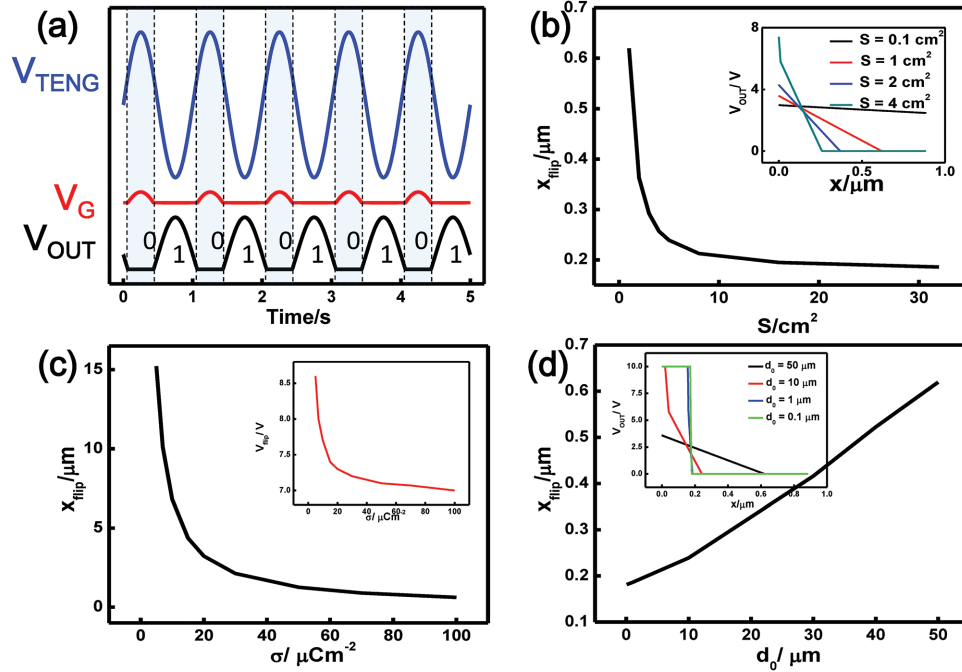 (a)
V_TENG
V_G
V_OUT
0 1 0 1 0 1 0 1 0 1
0 1 2 3 4 5
Time/s
(b)
x_flip/μm
0.7
0.6
0.5
0.4
0.3
0.2
0 10 20 30
S/cm²
V_OUT/ V
8
4
0
0.0 0.4 0.8
x/μm
S = 0.1 cm²
S = 1 cm²
S = 2 cm²
S = 4 cm²
(c)
x_flip/μm
15
10
5
0
0 20 40 60 80 100
σ/ μCm⁻²
V_flip/ V
8.5
8.0
7.5
7.0
0 20 40 60 80 100
σ/ μCm⁻²
(d)
x_flip/μm
0.7
0.6
0.5
0.4
0.3
0.2
0.1
0 10 20 30 40 50
d₀/ μm
V_OUT/ V
10.0
7.5
5.0
2.5
0.0
0.0 0.2 0.4 0.6 0.8 1.0
x/μm
d₀ = 50 μm
d₀ = 10 μm
d₀ = 1 μm
d₀ = 0.1 μm